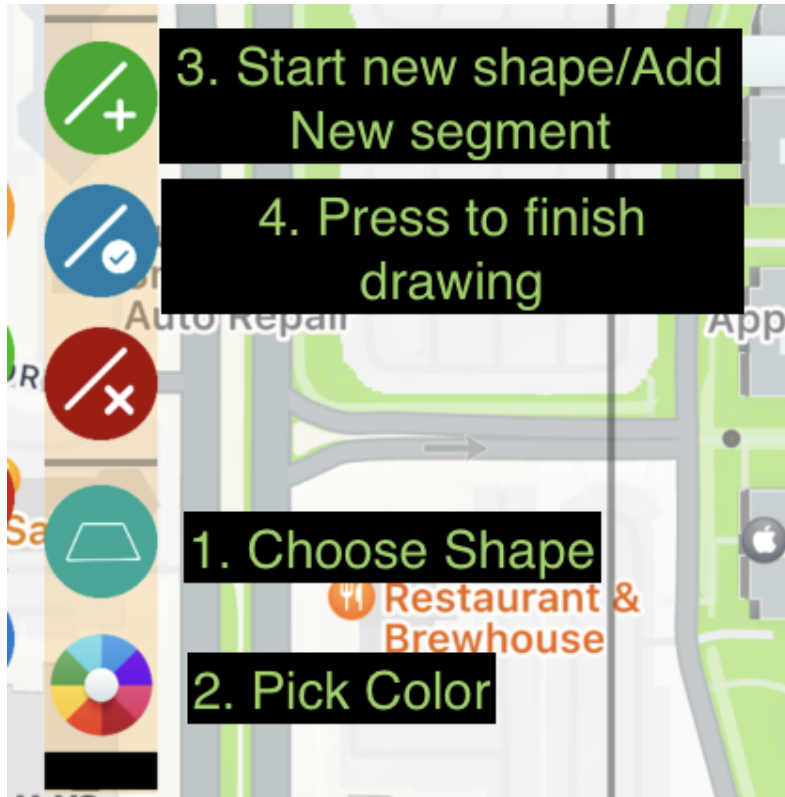 3. Start new shape/Add
New segment
4. Press to finish
drawing
Auto Repair
App
Sa
1. Choose Shape
Restaurant &
Brewhouse
2. Pick Color